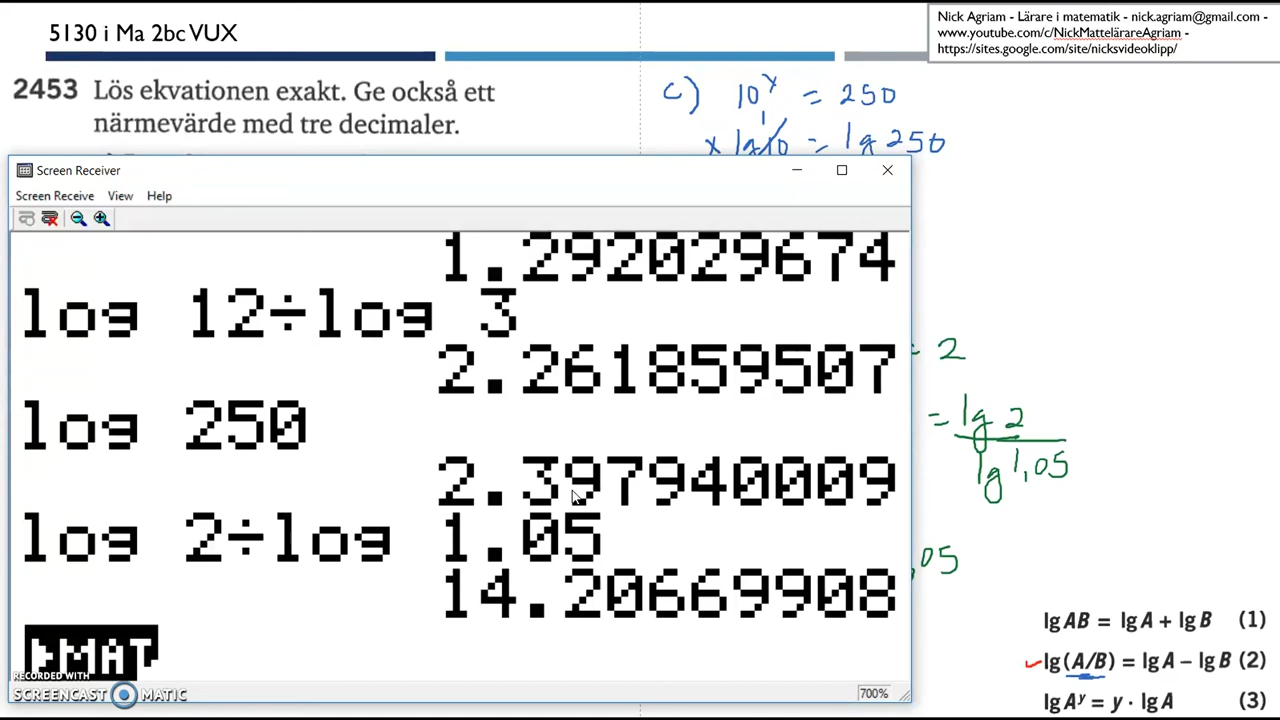 5130 i Ma 2bc VUX
Nick Agriam - Lärare i matematik - nick.agriam@gmail.com -
www.youtube.com/c/NickMattelärareAgriam -
https://sites.google.com/site/nicksvideoklipp/
2453 Lös ekvationen exakt. Ge också ett
närmevärde med tre decimaler.
c) 10^x = 250
x lg 10 = lg 250
1
Screen Receiver
Screen Receive View Help
1.292029674
log 12÷log 3
2.261859507
log 250
2.397940009
log 2÷log 1.05
14.20669908
▶MAT
RECORDED WITH
SCREENCAST MATIC
700%
= 2
= lg 2
lg 1,05
,05
lg AB = lg A + lg B (1)
lg(A/B) = lg A − lg B (2)
lg A^y = y · lg A (3)